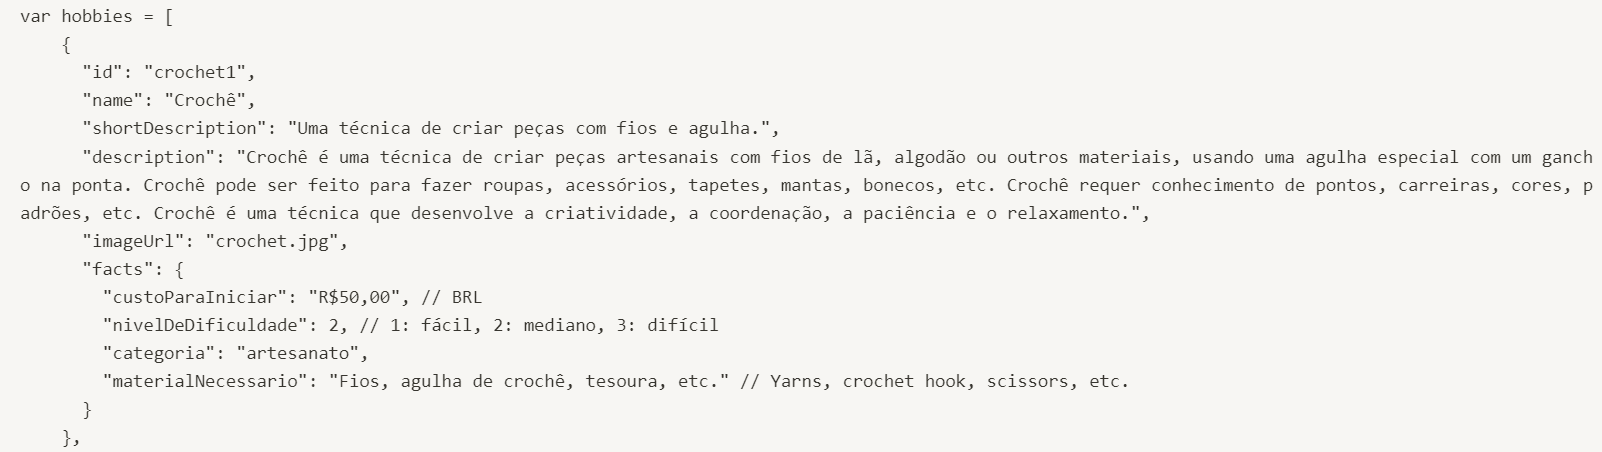 var hobbies = [
    {
      "id": "crochet1",
      "name": "Crochê",
      "shortDescription": "Uma técnica de criar peças com fios e agulha.",
      "description": "Crochê é uma técnica de criar peças artesanais com fios de lã, algodão ou outros materiais, usando uma agulha especial com um ganch
o na ponta. Crochê pode ser feito para fazer roupas, acessórios, tapetes, mantas, bonecos, etc. Crochê requer conhecimento de pontos, carreiras, cores, p
adrões, etc. Crochê é uma técnica que desenvolve a criatividade, a coordenação, a paciência e o relaxamento.",
      "imageUrl": "crochet.jpg",
      "facts": {
        "custoParaIniciar": "R$50,00", // BRL
        "nivelDeDificuldade": 2, // 1: fácil, 2: mediano, 3: difícil
        "categoria": "artesanato",
        "materialNecessario": "Fios, agulha de crochê, tesoura, etc." // Yarns, crochet hook, scissors, etc.
      }
    },